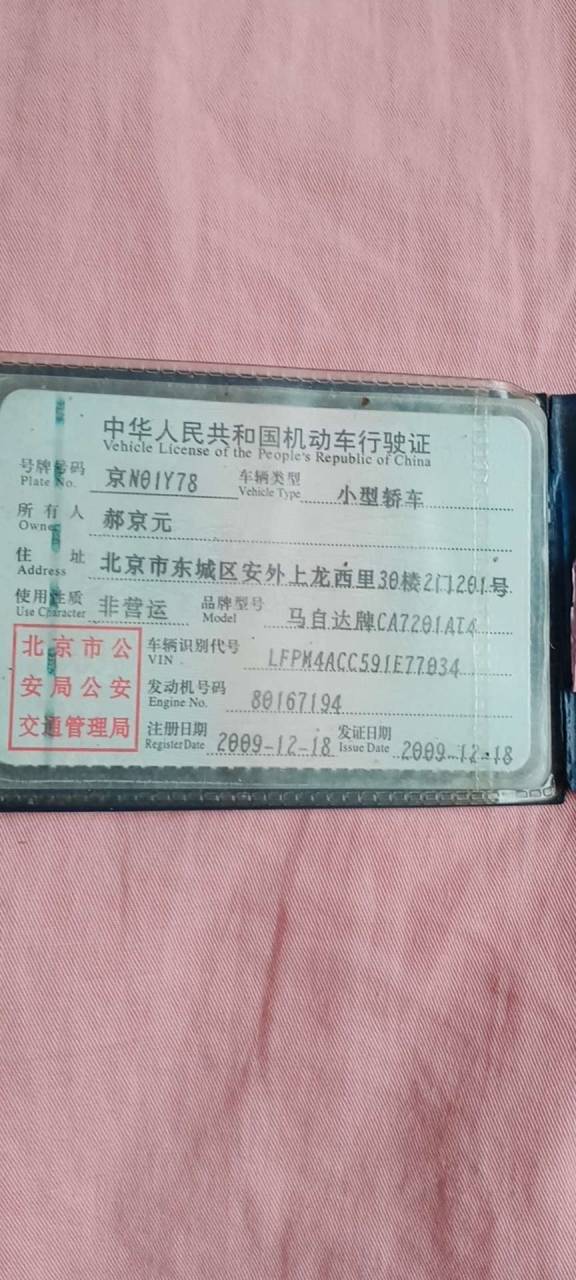 中华人民共和国机动车行驶证
Vehicle License of the People's Republic of China
号牌号码 京N01Y78 车辆类型 小型轿车
Plate No. Vehicle Type
所有人 郝京元
Owner
住址 北京市东城区安外上龙西里30楼2门201号
Address
使用性质 非营运 品牌型号 马自达牌CA7201AT4
Use Character Model
北京市公安局公安交通管理局
车辆识别代号 LFPM4ACC591E77034
VIN
发动机号码 80167194
Engine No.
注册日期 2009-12-18 发证日期 2009-12-18
Register Date Issue Date